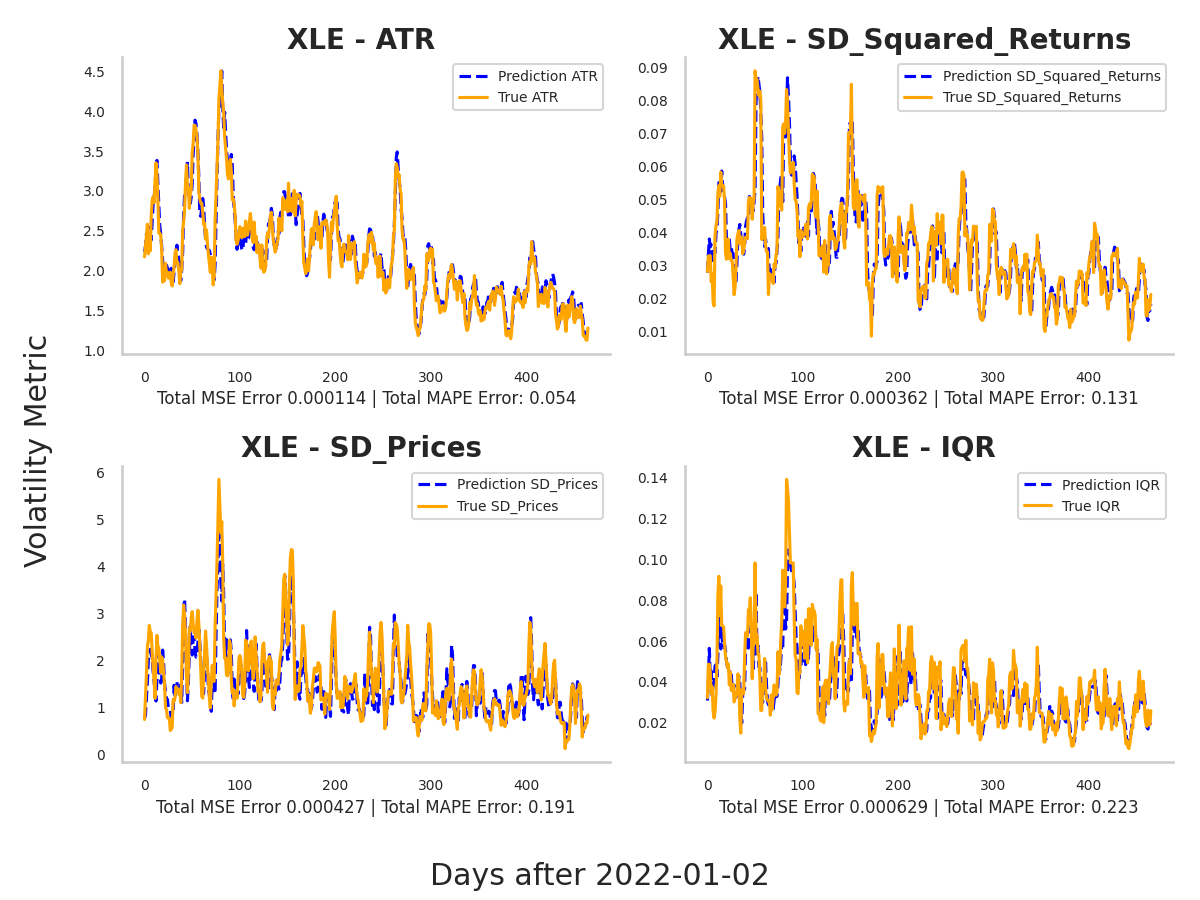 XLE - ATR
4.5
4.0
3.5
3.0
2.5
2.0
1.5
1.0
Prediction ATR
True ATR
0 100 200 300 400
Total MSE Error 0.000114 | Total MAPE Error: 0.054
XLE - SD_Squared_Returns
0.09
0.08
0.07
0.06
0.05
0.04
0.03
0.02
0.01
Prediction SD_Squared_Returns
True SD_Squared_Returns
0 100 200 300 400
Total MSE Error 0.000362 | Total MAPE Error: 0.131
Volatility Metric
XLE - SD_Prices
6
5
4
3
2
1
0
Prediction SD_Prices
True SD_Prices
0 100 200 300 400
Total MSE Error 0.000427 | Total MAPE Error: 0.191
XLE - IQR
0.14
0.12
0.10
0.08
0.06
0.04
0.02
Prediction IQR
True IQR
0 100 200 300 400
Total MSE Error 0.000629 | Total MAPE Error: 0.223
Days after 2022-01-02